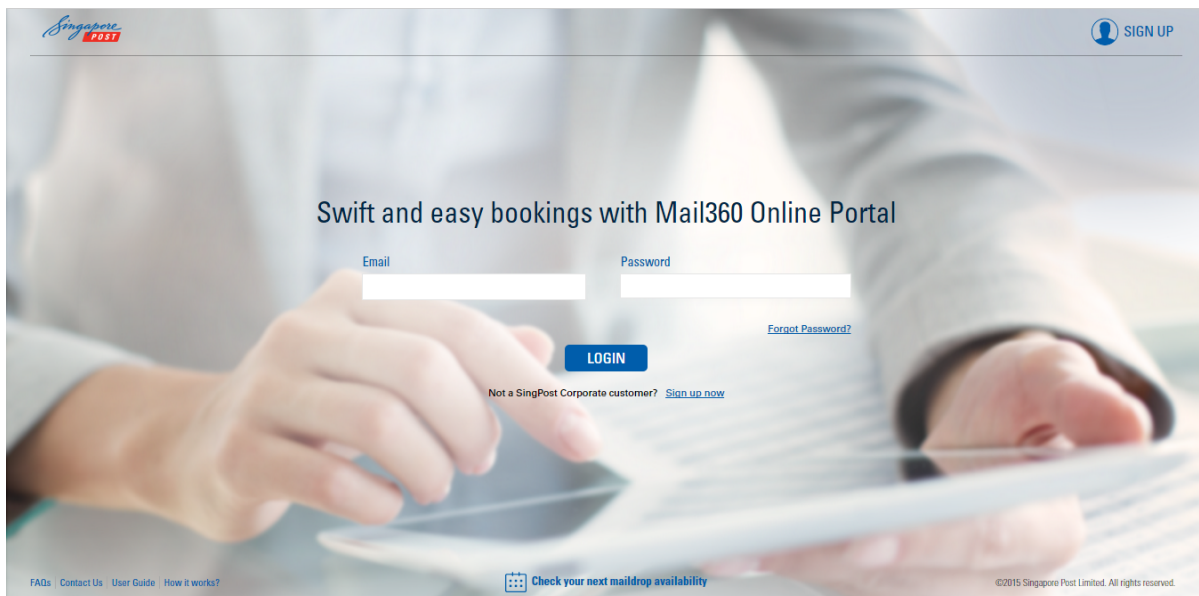 Singapore
POST
SIGN UP
Swift and easy bookings with Mail360 Online Portal
Email
Password
Forgot Password?
LOGIN
Not a SingPost Corporate customer? Sign up now
FAQs | Contact Us | User Guide | How it works?
Check your next maildrop availability
©2015 Singapore Post Limited. All rights reserved.